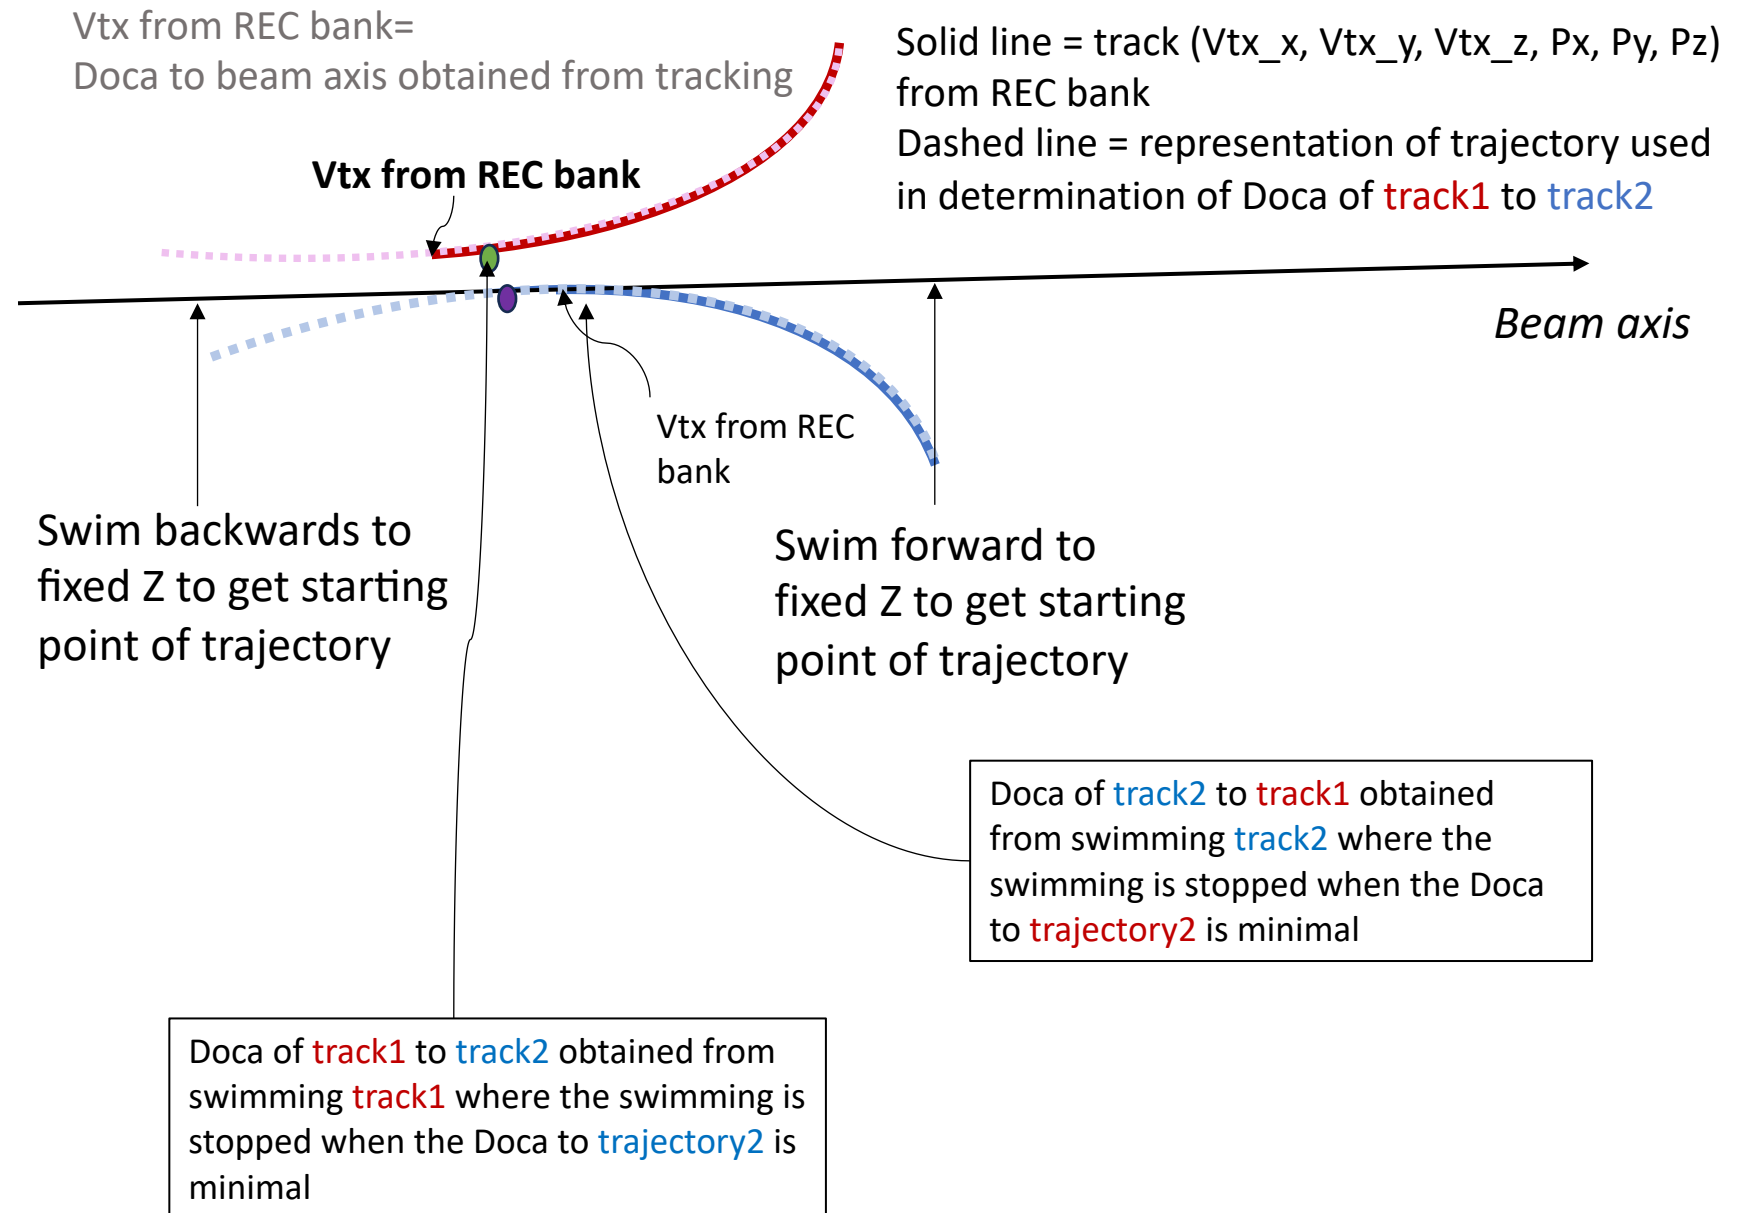 Vtx from REC bank=
Doca to beam axis obtained from tracking
Solid line = track (Vtx_x, Vtx_y, Vtx_z, Px, Py, Pz)
from REC bank
Dashed line = representation of trajectory used
in determination of Doca of track1 to track2
Vtx from REC bank
Beam axis
Vtx from REC
bank
Swim backwards to
fixed Z to get starting
point of trajectory
Swim forward to
fixed Z to get starting
point of trajectory
Doca of track2 to track1 obtained
from swimming track2 where the
swimming is stopped when the Doca
to trajectory2 is minimal
Doca of track1 to track2 obtained from
swimming track1 where the swimming is
stopped when the Doca to trajectory2 is
minimal